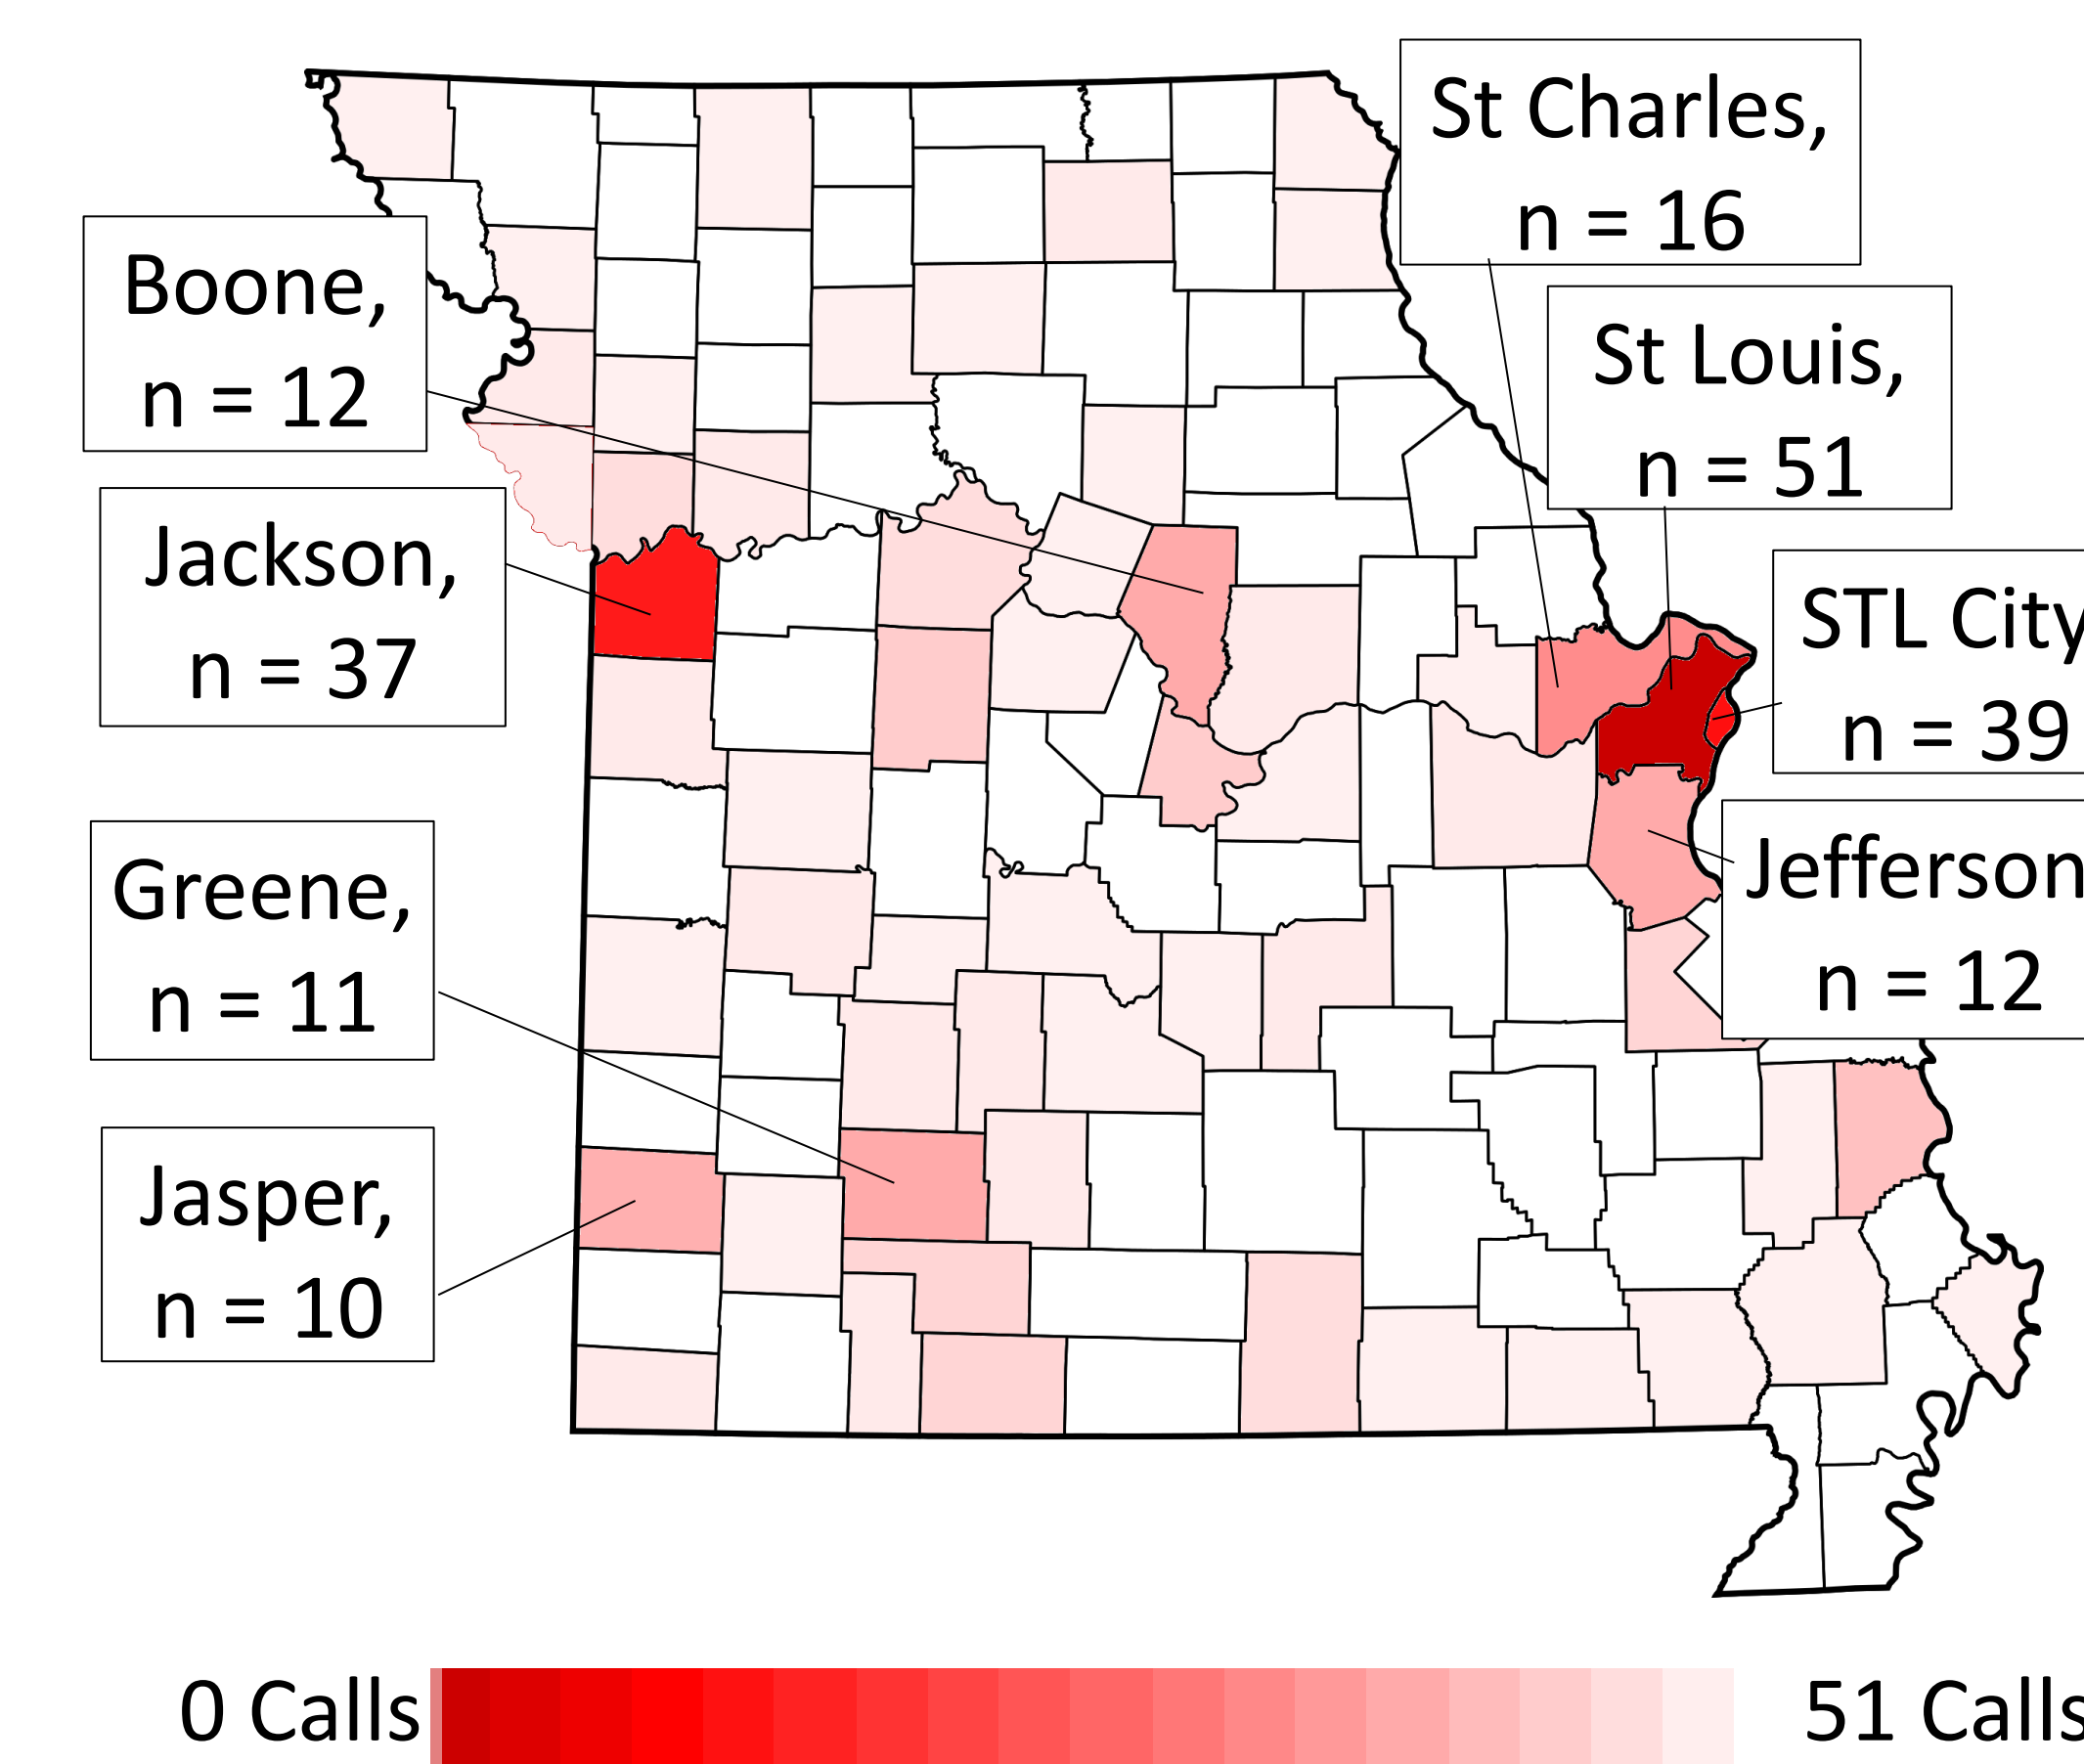 St Charles,
n = 16
Boone,
n = 12
St Louis,
n = 51
Jackson,
n = 37
STL City
n = 39
Greene,
n = 11
Jefferson
n = 12
Jasper,
n = 10
0 Calls
51 Calls